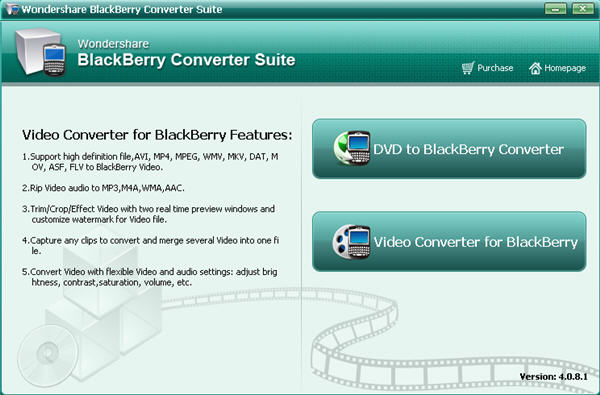 Wondershare BlackBerry Converter Suite
Wondershare
BlackBerry Converter Suite
Purchase
Homepage
Video Converter for BlackBerry Features:
1.Support high definition file,AVI, MP4, MPEG, WMV, MKV, DAT, M
OV, ASF, FLV to BlackBerry Video.
2.Rip Video audio to MP3,M4A,WMA,AAC.
3.Trim/Crop/Effect Video with two real time preview windows and
customize watermark for Video file.
4.Capture any clips to convert and merge several Video into one fi
le.
5.Convert Video with flexible Video and audio settings: adjust brig
htness, contrast,saturation, volume, etc.
DVD to BlackBerry Converter
Video Converter for BlackBerry
Version: 4.0.8.1